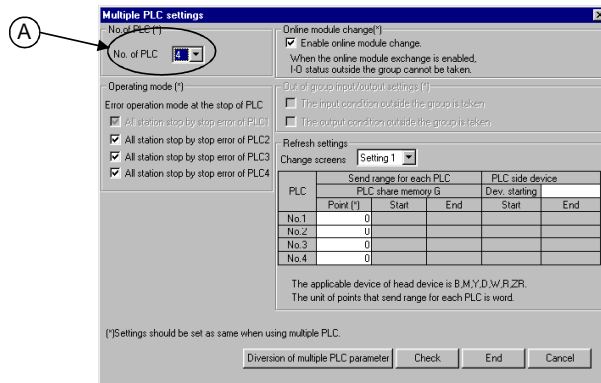 Multiple PLC settings
A
No.of PLC (*)
No. of PLC 4
Online module change(*)
Enable online module change.
When the online module exchange is enabled,
I-O status outside the group cannot be taken.
Operating mode (*)
Error operation mode at the stop of PLC
All station stop by stop error of PLC1
All station stop by stop error of PLC2
All station stop by stop error of PLC3
All station stop by stop error of PLC4
Out of group input/output settings (*)
The input condition outside the group is taken
The output condition outside the group is taken
Refresh settings
Change screens Setting 1
PLC Send range for each PLC PLC side device
PLC share memory G Dev. starting
Point (*) Start End Start End
No.1 0
No.2 0
No.3 0
No.4 0
The applicable device of head device is B,M,Y,D,W,R,ZR.
The unit of points that send range for each PLC is word.
(*)Settings should be set as same when using multiple PLC.
Diversion of multiple PLC parameter Check End Cancel